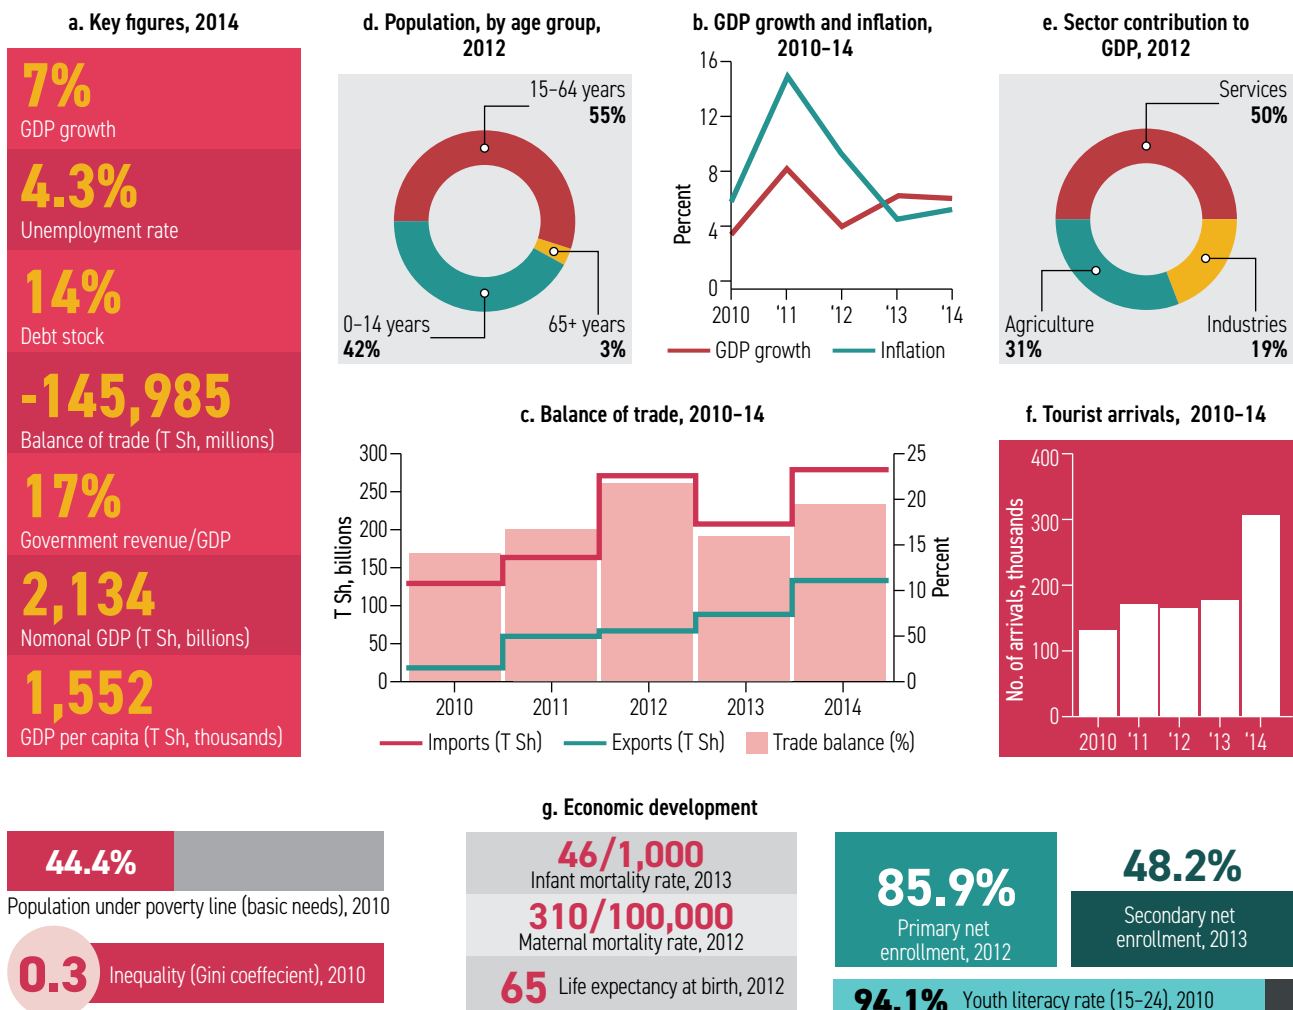 a. Key figures, 2014
7%
GDP growth
4.3%
Unemployment rate
14%
Debt stock
-145,985
Balance of trade (T Sh, millions)
17%
Government revenue/GDP
2,134
Nomonal GDP (T Sh, billions)
1,552
GDP per capita (T Sh, thousands)
d. Population, by age group,
2012
15–64 years
55%
0–14 years
42%
65+ years
3%
b. GDP growth and inflation,
2010–14
Percent
16
12
8
4
0
2010 '11 '12 '13 '14
GDP growth Inflation
e. Sector contribution to
GDP, 2012
Services
50%
Agriculture
31%
Industries
19%
c. Balance of trade, 2010–14
T Sh, billions
300
250
200
150
100
50
0
25
20
15
10
50
0
Percent
2010 2011 2012 2013 2014
Imports (T Sh) Exports (T Sh) Trade balance (%)
f. Tourist arrivals, 2010–14
No. of arrivals, thousands
400
300
200
100
0
2010 '11 '12 '13 '14
g. Economic development
44.4%
Population under poverty line (basic needs), 2010
0.3 Inequality (Gini coeffecient), 2010
46/1,000
Infant mortality rate, 2013
310/100,000
Maternal mortality rate, 2012
65 Life expectancy at birth, 2012
85.9%
Primary net
enrollment, 2012
48.2%
Secondary net
enrollment, 2013
94.1% Youth literacy rate (15–24), 2010